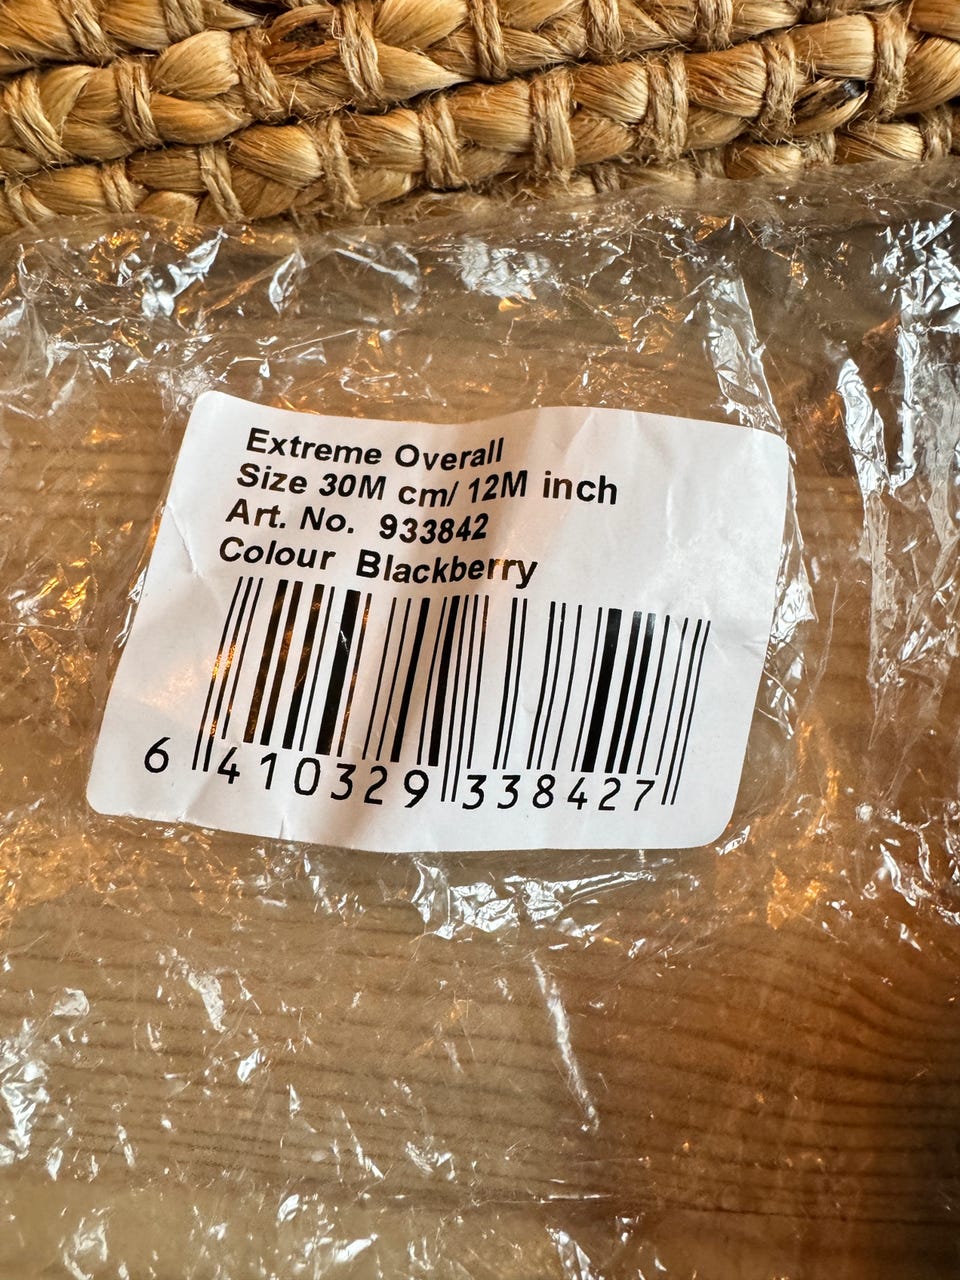 Extreme Overall
Size 30M cm/ 12M inch
Art. No. 933842
Colour Blackberry
6 410329 338427